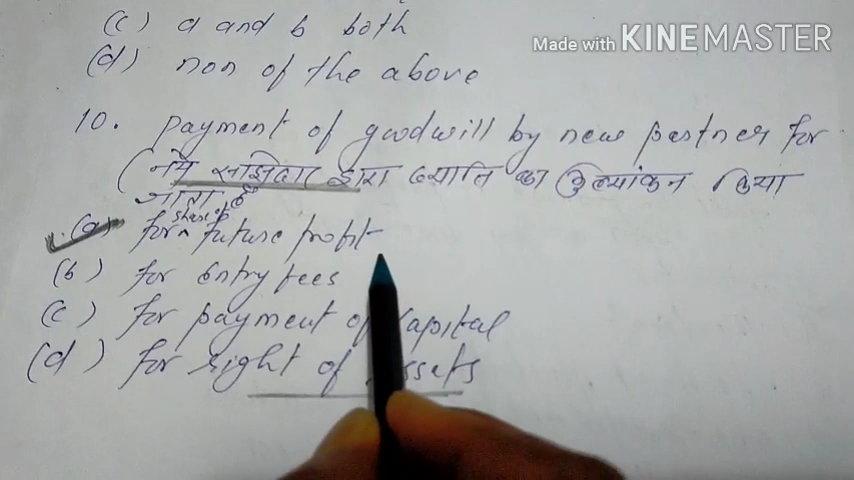 (c) a and b both
Made with KINEMASTER
(d) non of the above
10. payment of goodwill by new partner for
(नये साझिदार द्वारा ख्याति का मुल्यांकन किया
जाता है
(a) for share of future profit
(b) for entry fees
(c) for payment of Capital
(d) for right of assets